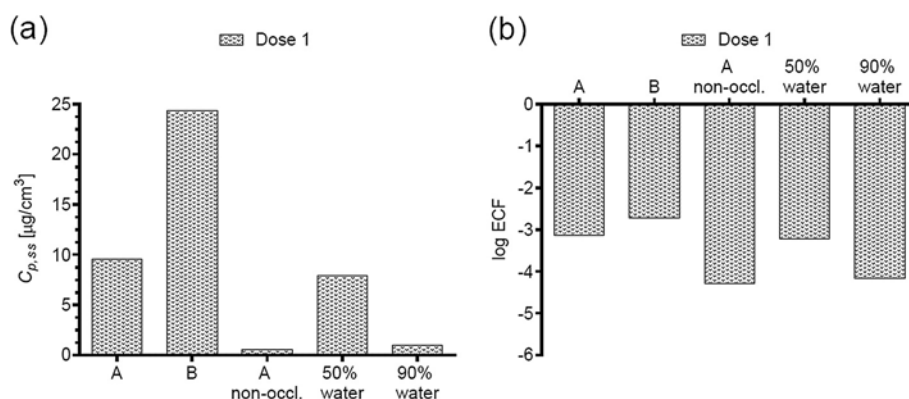 (a)
Dose 1
C_{p,ss} [µg/cm³]
25
20
15
10
5
0
A
B
A non-occl.
50% water
90% water
(b)
Dose 1
A
B
A non-occl.
50% water
90% water
log ECF
0
-1
-2
-3
-4
-5
-6